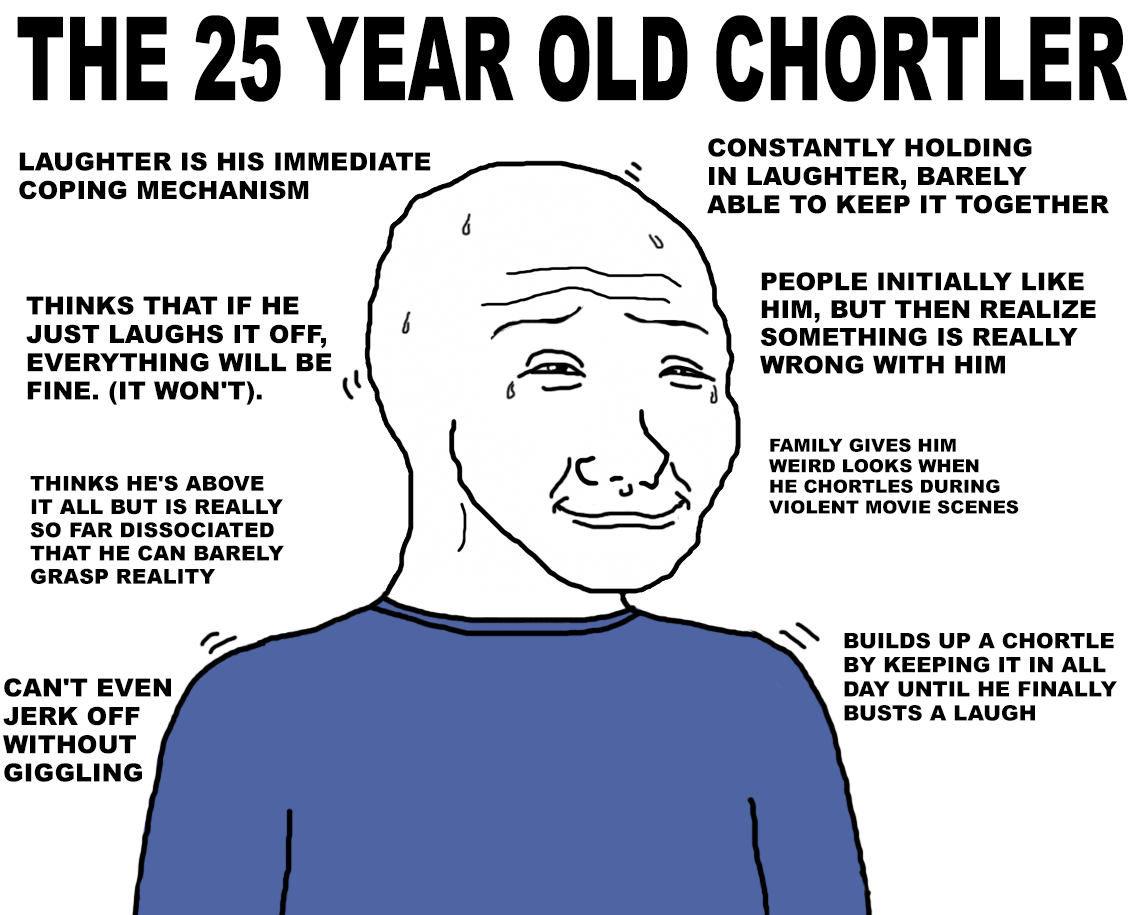 THE 25 YEAR OLD CHORTLER
LAUGHTER IS HIS IMMEDIATE
COPING MECHANISM
CONSTANTLY HOLDING
IN LAUGHTER, BARELY
ABLE TO KEEP IT TOGETHER
THINKS THAT IF HE
JUST LAUGHS IT OFF,
EVERYTHING WILL BE
FINE. (IT WON'T).
PEOPLE INITIALLY LIKE
HIM, BUT THEN REALIZE
SOMETHING IS REALLY
WRONG WITH HIM
THINKS HE'S ABOVE
IT ALL BUT IS REALLY
SO FAR DISSOCIATED
THAT HE CAN BARELY
GRASP REALITY
FAMILY GIVES HIM
WEIRD LOOKS WHEN
HE CHORTLES DURING
VIOLENT MOVIE SCENES
CAN'T EVEN
JERK OFF
WITHOUT
GIGGLING
BUILDS UP A CHORTLE
BY KEEPING IT IN ALL
DAY UNTIL HE FINALLY
BUSTS A LAUGH